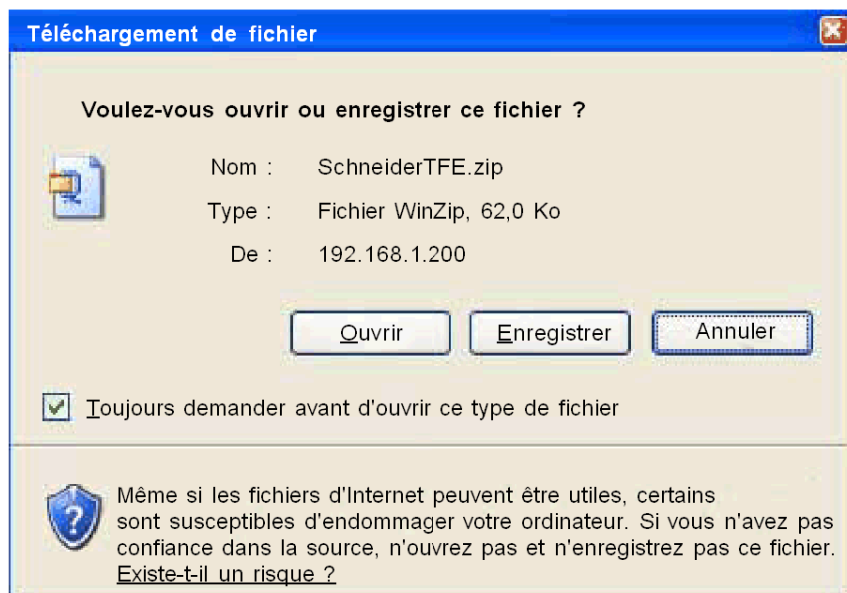 Téléchargement de fichier
Voulez-vous ouvrir ou enregistrer ce fichier ?
Nom : SchneiderTFE.zip
Type : Fichier WinZip, 62,0 Ko
De : 192.168.1.200
Ouvrir Enregistrer Annuler
Toujours demander avant d'ouvrir ce type de fichier
Même si les fichiers d'Internet peuvent être utiles, certains
sont susceptibles d'endommager votre ordinateur. Si vous n'avez pas
confiance dans la source, n'ouvrez pas et n'enregistrez pas ce fichier.
Existe-t-il un risque ?